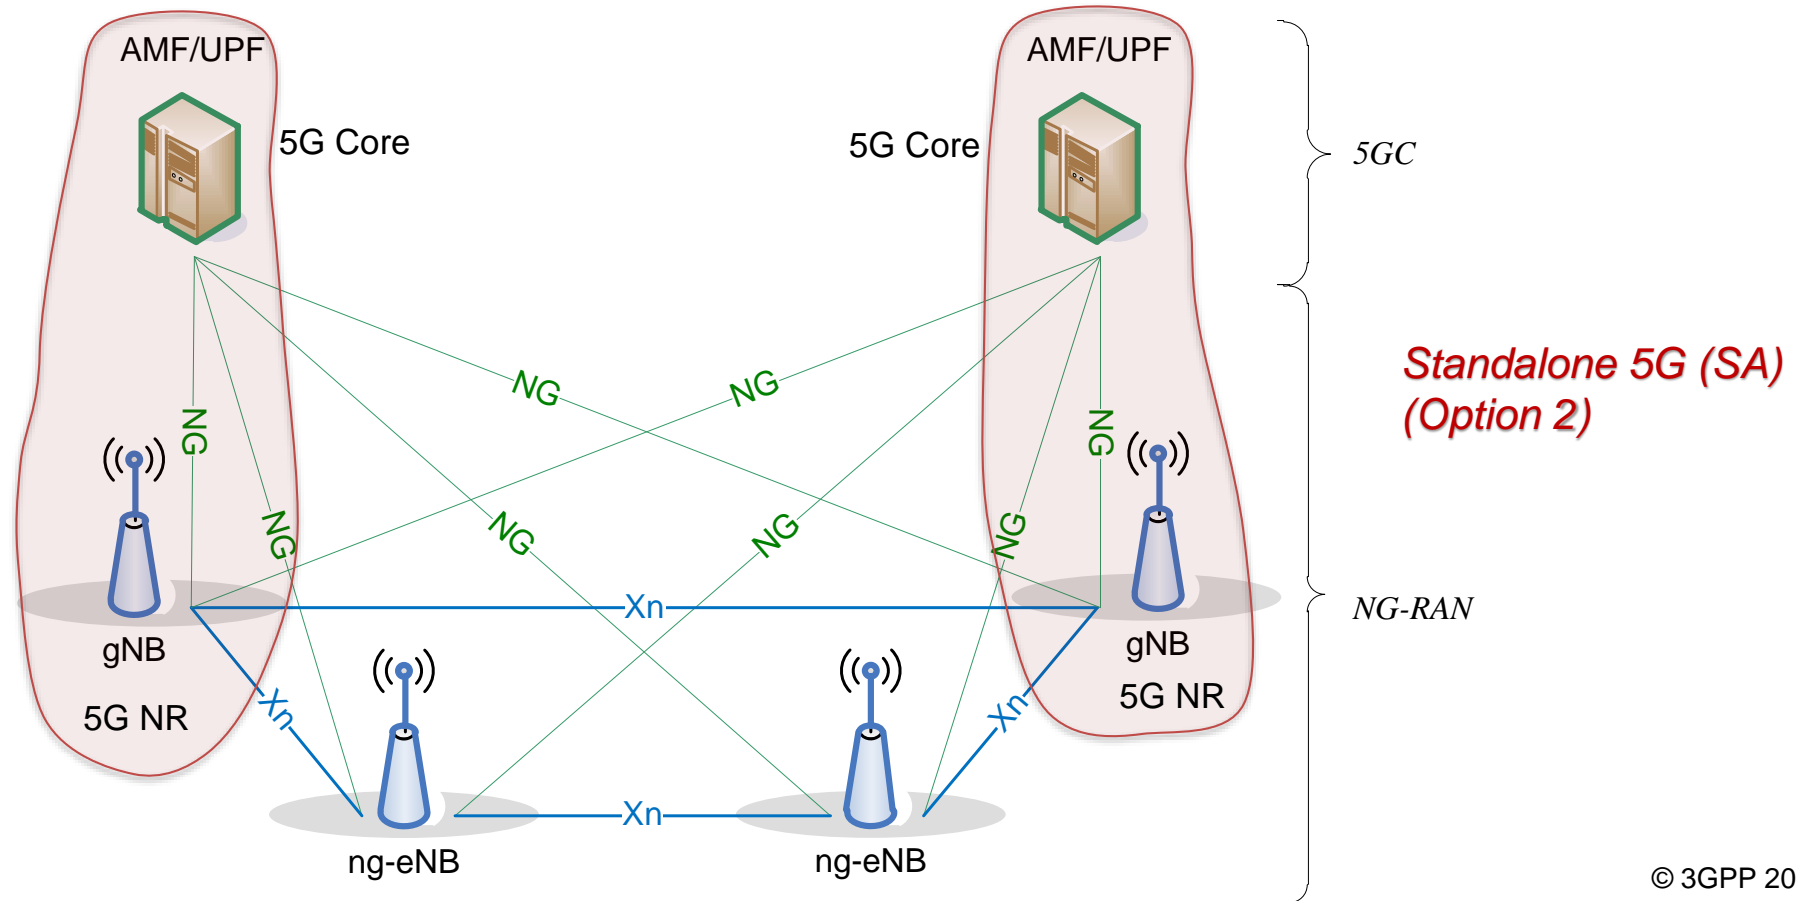 AMF/UPF
AMF/UPF
5G Core
5G Core
5GC
Standalone 5G (SA)
(Option 2)
NG
NG
NG
NG
NG
NG
NG
NG
Xn
NG-RAN
gNB
gNB
5G NR
5G NR
Xn
Xn
Xn
ng-eNB
ng-eNB
© 3GPP 20